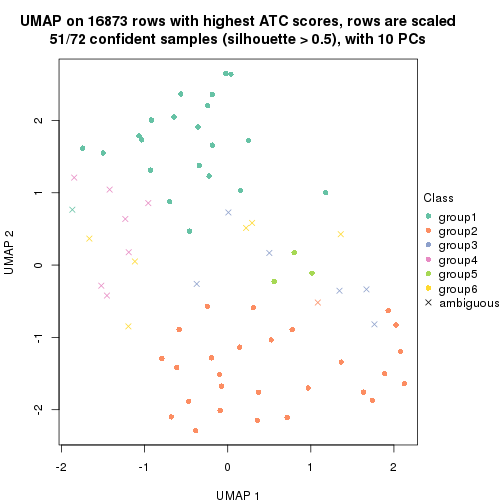 UMAP on 16873 rows with highest ATC scores, rows are scaled
51/72 confident samples (silhouette > 0.5), with 10 PCs
UMAP 2
2
1
0
-1
-2
-2
-1
0
1
2
UMAP 1
Class
group1
group2
group3
group4
group5
group6
ambiguous